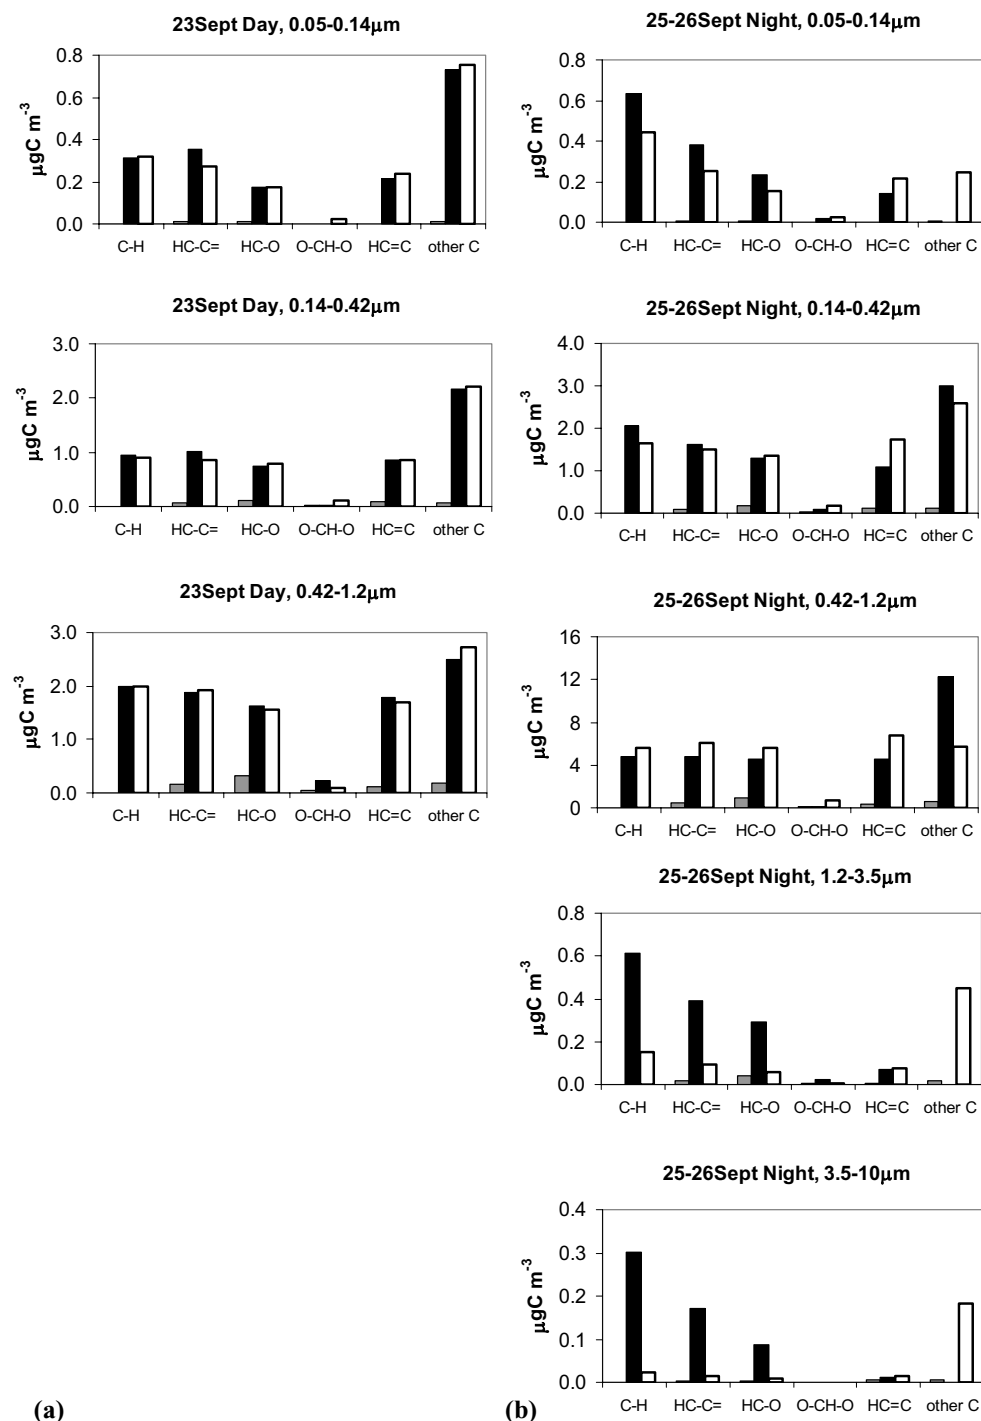 23Sept Day, 0.05-0.14μm
0.8
0.6
0.4
0.2
0.0
μgC m-3
C-H HC-C= HC-O O-CH-O HC=C other C
23Sept Day, 0.14-0.42μm
3.0
2.0
1.0
0.0
μgC m-3
C-H HC-C= HC-O O-CH-O HC=C other C
23Sept Day, 0.42-1.2μm
3.0
2.0
1.0
0.0
μgC m-3
C-H HC-C= HC-O O-CH-O HC=C other C
(a)
25-26Sept Night, 0.05-0.14μm
0.8
0.6
0.4
0.2
0.0
μgC m-3
C-H HC-C= HC-O O-CH-O HC=C other C
25-26Sept Night, 0.14-0.42μm
4.0
3.0
2.0
1.0
0.0
μgC m-3
C-H HC-C= HC-O O-CH-O HC=C other C
25-26Sept Night, 0.42-1.2μm
16
12
8
4
0
μgC m-3
C-H HC-C= HC-O O-CH-O HC=C other C
25-26Sept Night, 1.2-3.5μm
0.8
0.6
0.4
0.2
0.0
μgC m-3
C-H HC-C= HC-O O-CH-O HC=C other C
25-26Sept Night, 3.5-10μm
0.4
0.3
0.2
0.1
0.0
μgC m-3
C-H HC-C= HC-O O-CH-O HC=C other C
(b)